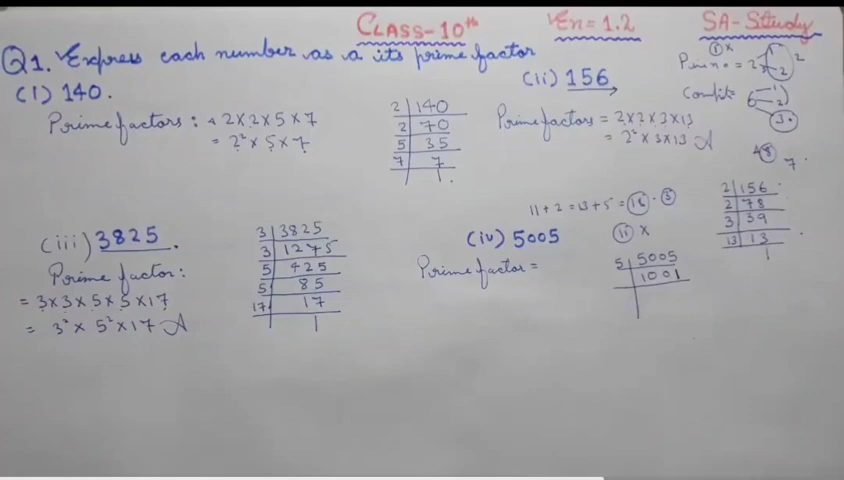 CLASS-10th Ex=1.2 SA-Study
Q1. Express each number as a its prime factor
(i) 140.
Prime factors: 2×2×5×7
= 2²×5×7
2 | 140
2 | 70
5 | 35
7 | 7
1
(ii) 156
Prime factors = 2×2×3×13
= 2²×3×13 A
2 | 156
2 | 78
3 | 39
13 | 13
1
(iii) 3825
Prime factor:
= 3×3×5×5×17
= 3²×5²×17 A
3 | 3825
3 | 1275
5 | 425
5 | 85
17 | 17
1
11+2=13+5=
11 ×
(iv) 5005
Prime factor =
5 | 5005
1001
48
7